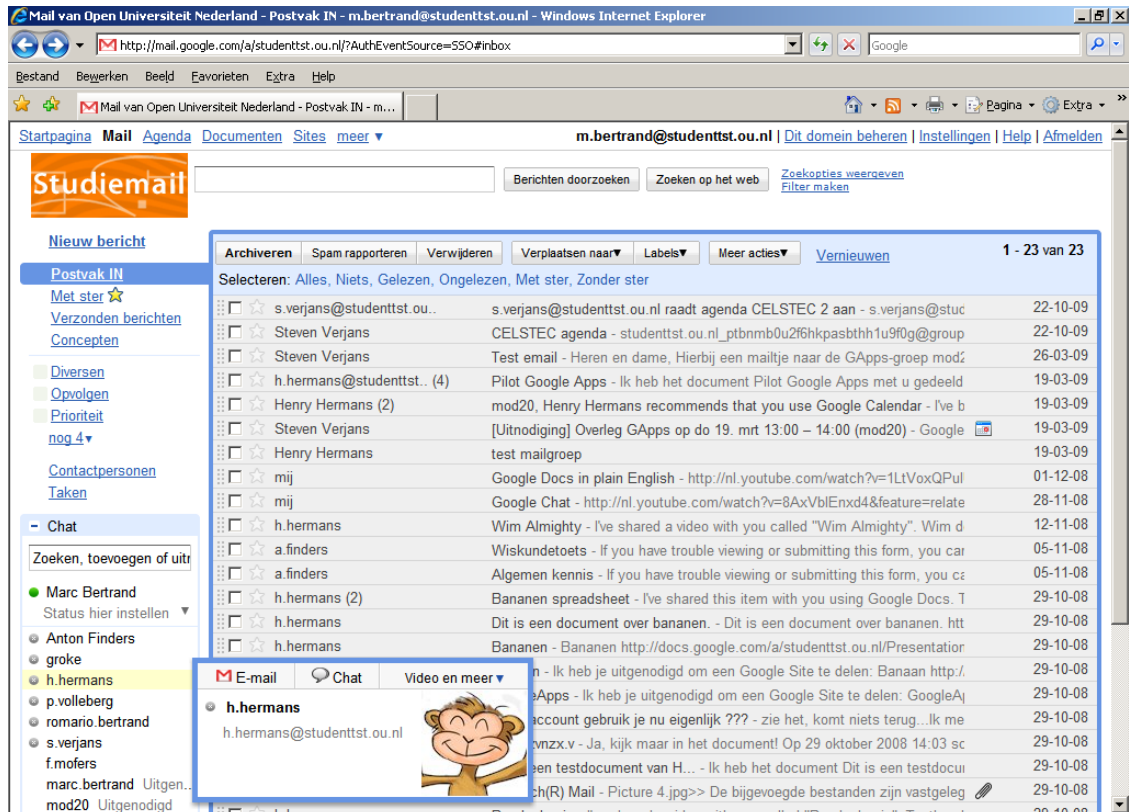 Mail van Open Universiteit Nederland - Postvak IN - m.bertrand@studenttst.ou.nl - Windows Internet Explorer
http://mail.google.com/a/studenttst.ou.nl/?AuthEventSource=SSO#inbox Google
Bestand Bewerken Beeld Favorieten Extra Help
Mail van Open Universiteit Nederland - Postvak IN - m... Pagina Extra »
Startpagina Mail Agenda Documenten Sites meer ▼ m.bertrand@studenttst.ou.nl | Dit domein beheren | Instellingen | Help | Afmelden
Studiemail Berichten doorzoeken Zoeken op het web Zoekopties weergeven
Filter maken
Nieuw bericht
Postvak IN
Met ster
Verzonden berichten
Concepten
Diversen
Opvolgen
Prioriteit
nog 4▼
Contactpersonen
Taken
– Chat
Zoeken, toevoegen of uitn
Marc Bertrand
Status hier instellen ▼
Anton Finders
groke
h.hermans
p.volleberg
romario.bertrand
s.verjans
f.mofers
marc.bertrand Uitgen...
mod20 Uitgenodigd
Archiveren Spam rapporteren Verwijderen Verplaatsen naar▼ Labels▼ Meer acties▼ Vernieuwen 1 - 23 van 23
Selecteren: Alles, Niets, Gelezen, Ongelezen, Met ster, Zonder ster
s.verjans@studenttst.ou.. s.verjans@studenttst.ou.nl raadt agenda CELSTEC 2 aan - s.verjans@stud 22-10-09
Steven Verjans CELSTEC agenda - studenttst.ou.nl_ptbnmb0u2f6hkpasbthh1u9f0g@group 22-10-09
Steven Verjans Test email - Heren en dame, Hierbij een mailtje naar de GApps-groep mod2 26-03-09
h.hermans@studenttst.. (4) Pilot Google Apps - Ik heb het document Pilot Google Apps met u gedeeld 19-03-09
Henry Hermans (2) mod20, Henry Hermans recommends that you use Google Calendar - I've b 19-03-09
Steven Verjans [Uitnodiging] Overleg GApps op do 19. mrt 13:00 – 14:00 (mod20) - Google 19-03-09
Henry Hermans test mailgroep 19-03-09
mij Google Docs in plain English - http://nl.youtube.com/watch?v=1LtVoxQPul 01-12-08
mij Google Chat - http://nl.youtube.com/watch?v=8AxVblEnxd4&feature=relate 28-11-08
h.hermans Wim Almighty - I've shared a video with you called "Wim Almighty". Wim d 12-11-08
a.finders Wiskundetoets - If you have trouble viewing or submitting this form, you car 05-11-08
a.finders Algemen kennis - If you have trouble viewing or submitting this form, you ca 05-11-08
h.hermans (2) Bananen spreadsheet - I've shared this item with you using Google Docs. T 29-10-08
h.hermans Dit is een document over bananen. - Dit is een document over bananen. htt 29-10-08
h.hermans Bananen - Bananen http://docs.google.com/a/studenttst.ou.nl/Presentation 29-10-08
n - Ik heb je uitgenodigd om een Google Site te delen: Banaan http:/. 29-10-08
eApps - Ik heb je uitgenodigd om een Google Site te delen: GoogleA 29-10-08
account gebruik je nu eigenlijk ??? - zie het, komt niets terug...Ik me 29-10-08
vnzx.v - Ja, kijk maar in het document! Op 29 oktober 2008 14:03 sc 29-10-08
een testdocument van H... - Ik heb het document Dit is een testdocu 29-10-08
ch(R) Mail - Picture 4.jpg>> De bijgevoegde bestanden zijn vastgeleg 29-10-08
E-mail Chat Video en meer ▼
h.hermans
h.hermans@studenttst.ou.nl